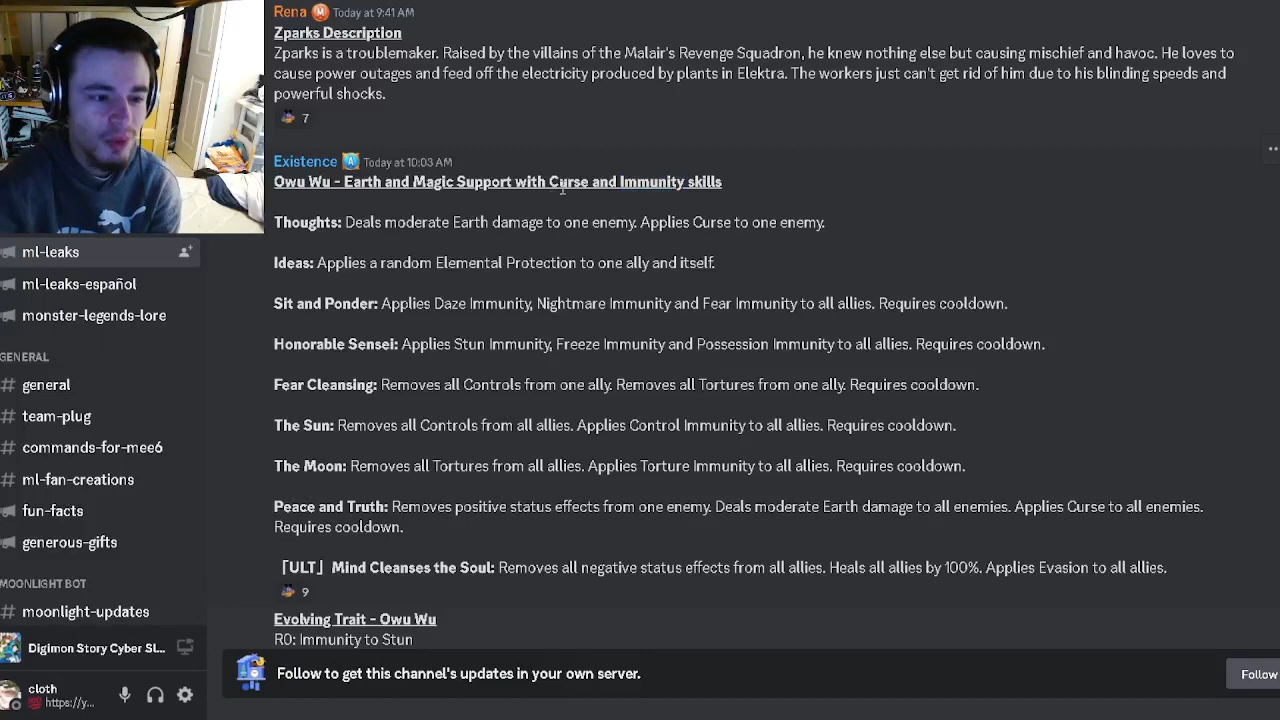 Rena Today at 9:41 AM
Zparks Description
Zparks is a troublemaker. Raised by the villains of the Malair's Revenge Squadron, he knew nothing else but causing mischief and havoc. He loves to
cause power outages and feed off the electricity produced by plants in Elektra. The workers just can't get rid of him due to his blinding speeds and
powerful shocks.
7
Existence Today at 10:03 AM
Owu Wu - Earth and Magic Support with Curse and Immunity skills
Thoughts: Deals moderate Earth damage to one enemy. Applies Curse to one enemy.
Ideas: Applies a random Elemental Protection to one ally and itself.
Sit and Ponder: Applies Daze Immunity, Nightmare Immunity and Fear Immunity to all allies. Requires cooldown.
Honorable Sensei: Applies Stun Immunity, Freeze Immunity and Possession Immunity to all allies. Requires cooldown.
Fear Cleansing: Removes all Controls from one ally. Removes all Tortures from one ally. Requires cooldown.
The Sun: Removes all Controls from all allies. Applies Control Immunity to all allies. Requires cooldown.
The Moon: Removes all Tortures from all allies. Applies Torture Immunity to all allies. Requires cooldown.
Peace and Truth: Removes positive status effects from one enemy. Deals moderate Earth damage to all enemies. Applies Curse to all enemies.
Requires cooldown.
「ULT」 Mind Cleanses the Soul: Removes all negative status effects from all allies. Heals all allies by 100%. Applies Evasion to all allies.
9
Evolving Trait - Owu Wu
R0: Immunity to Stun
Follow to get this channel's updates in your own server.
Follow
ml-leaks
ml-leaks-español
monster-legends-lore
GENERAL
# general
# team-plug
# commands-for-mee6
# ml-fan-creations
# fun-facts
# generous-gifts
MOONLIGHT BOT
# moonlight-updates
Digimon Story Cyber Sl...
cloth
💯 https://y...